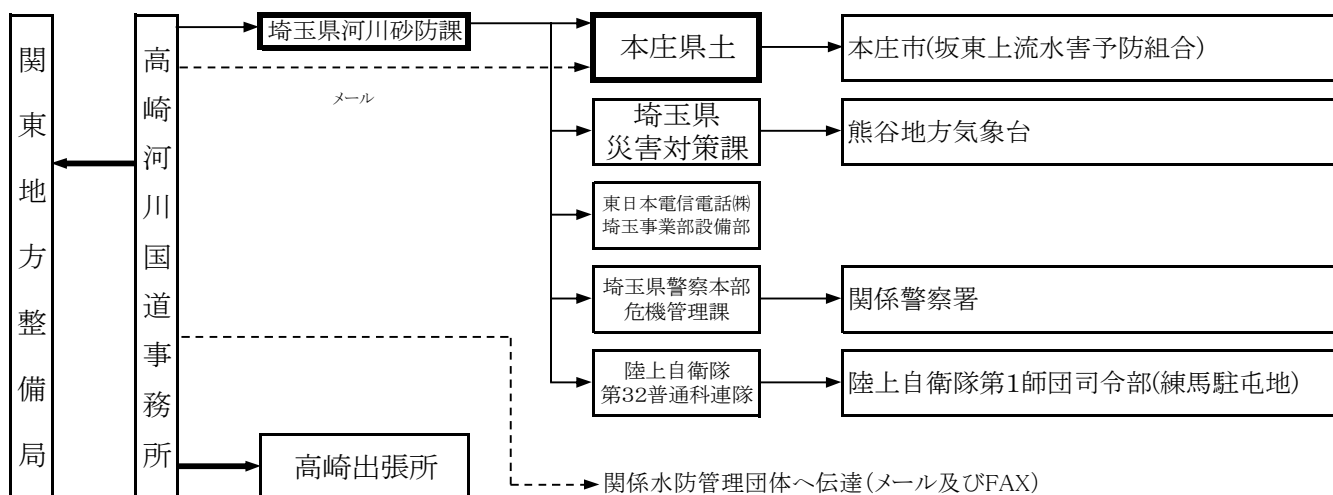 関東地方整備局
高崎河川国道事務所
埼玉県河川砂防課
メール
高崎出張所
本庄県土
埼玉県
災害対策課
東日本電信電話㈱
埼玉事業部設備部
埼玉県警察本部
危機管理課
陸上自衛隊
第32普通科連隊
本庄市(坂東上流水害予防組合)
熊谷地方気象台
関係警察署
陸上自衛隊第1師団司令部(練馬駐屯地)
関係水防管理団体へ伝達(メール及びFAX)